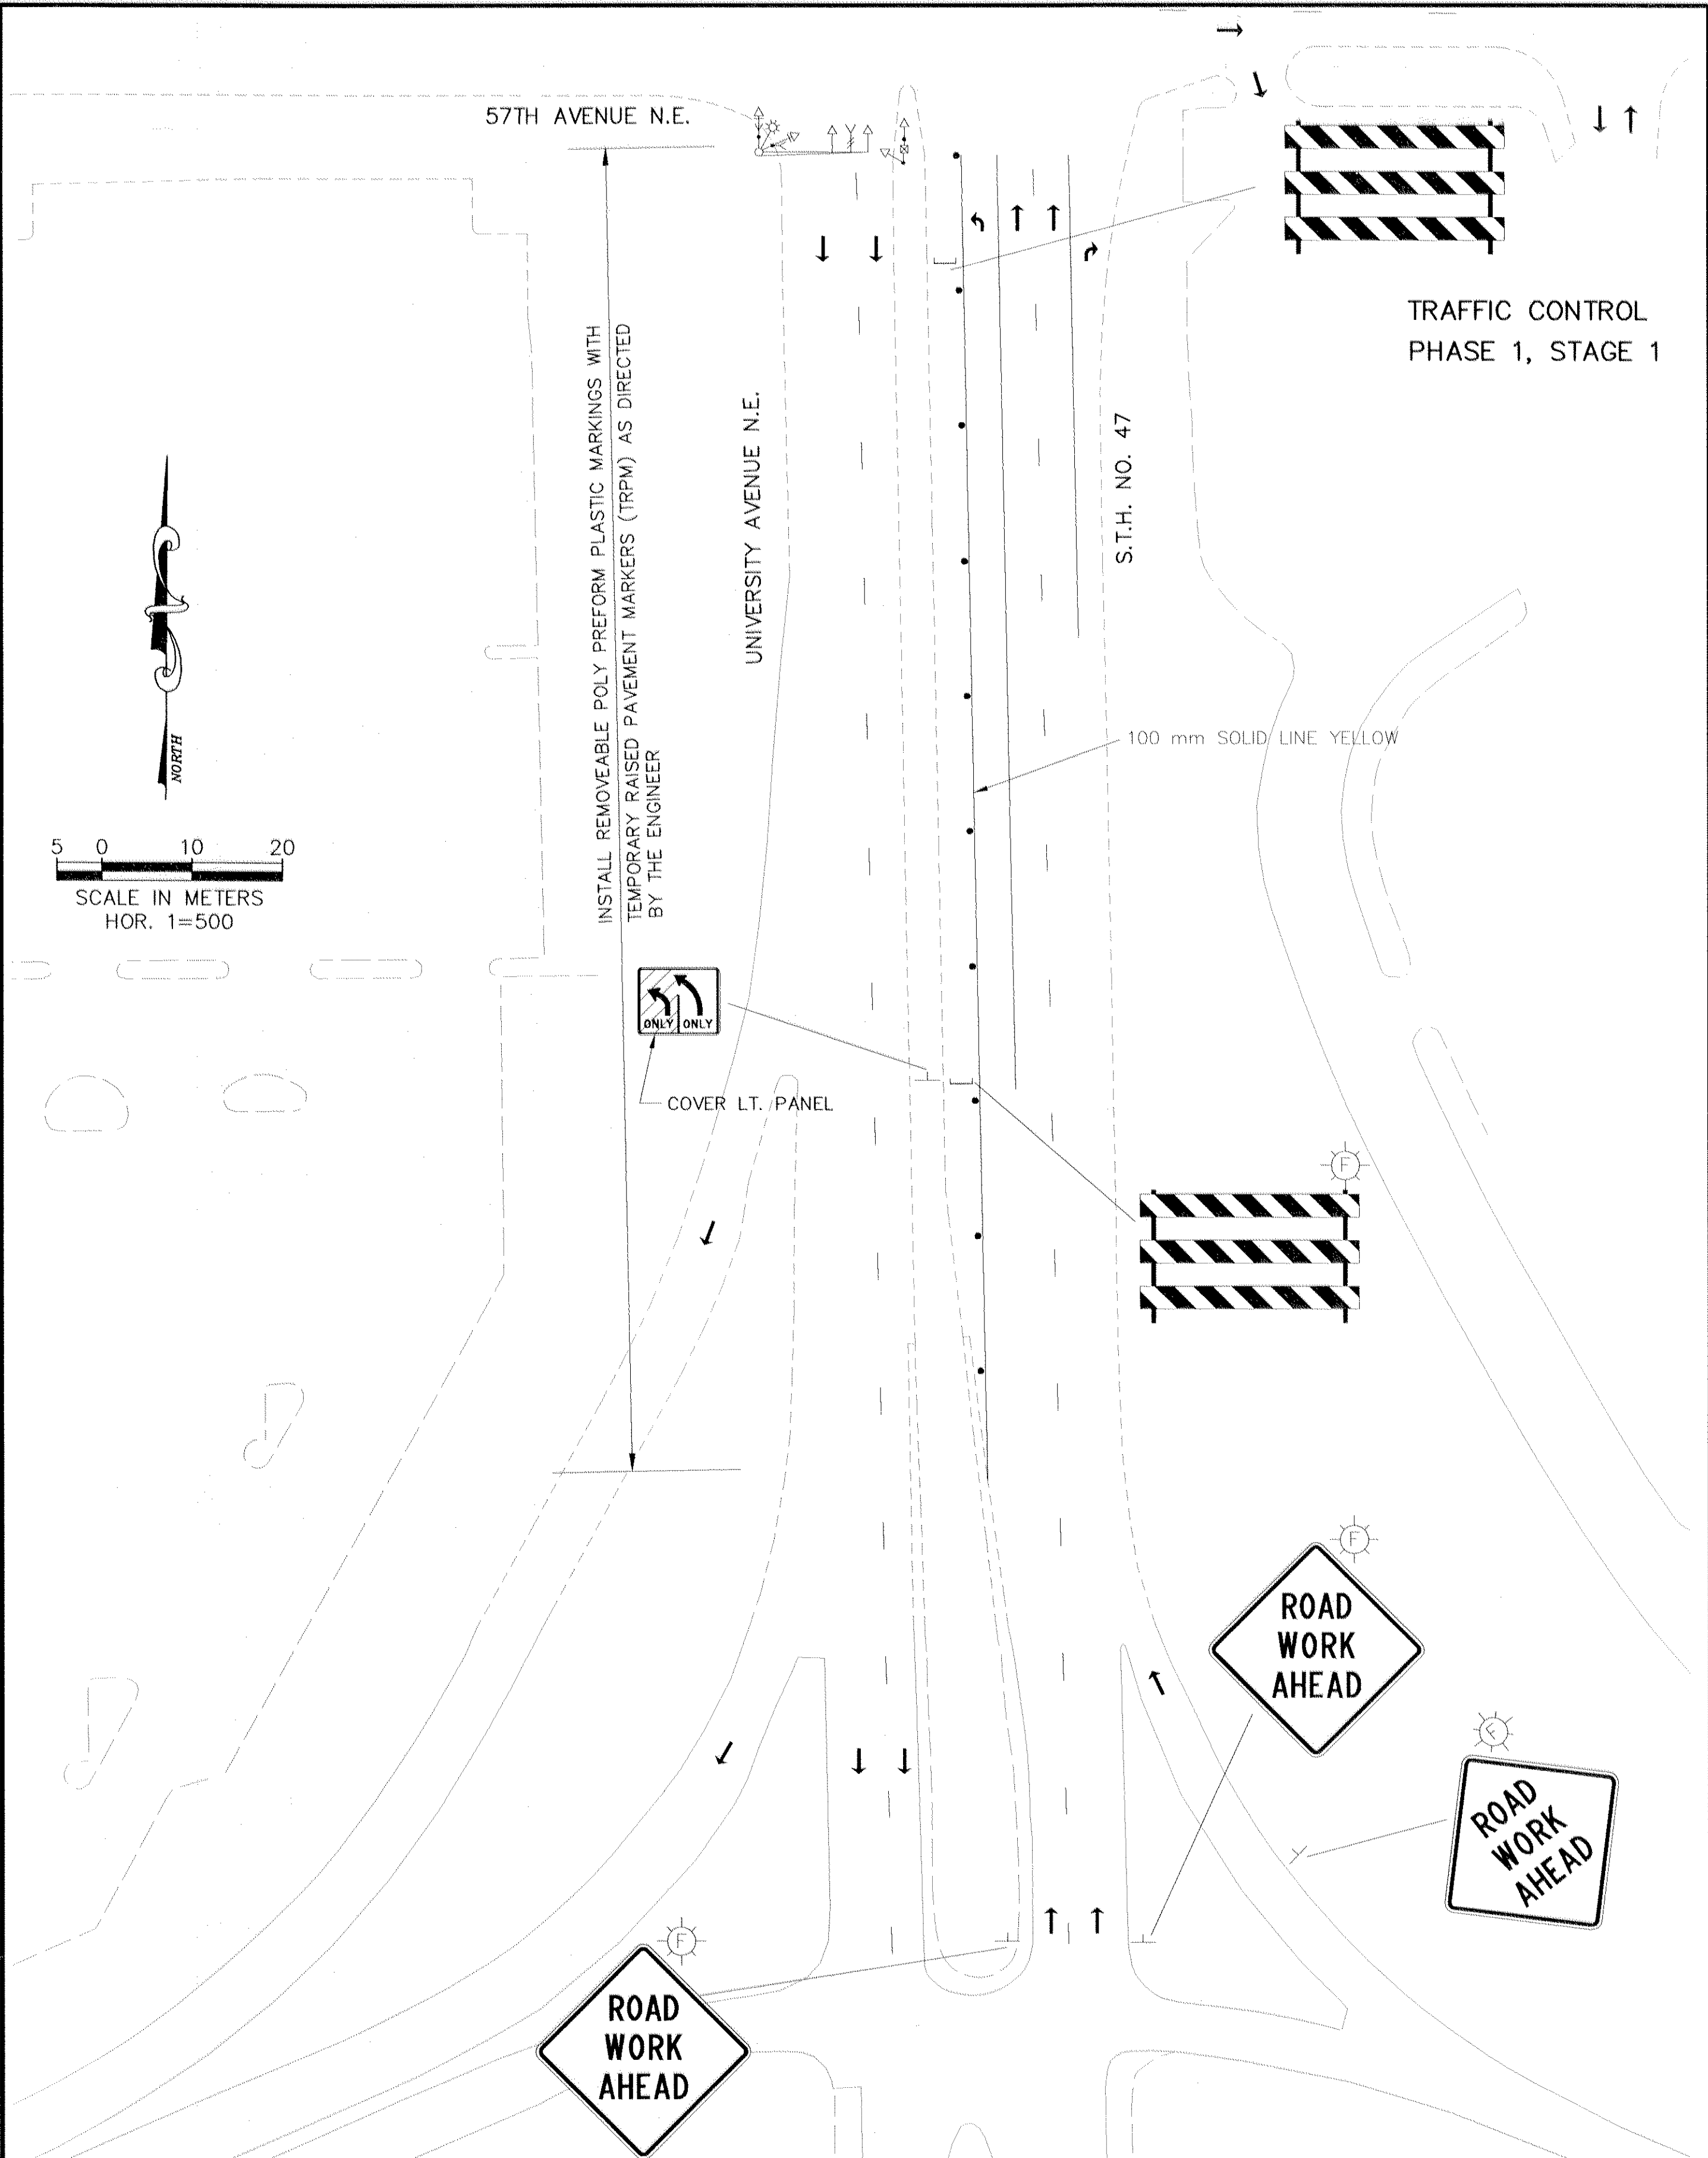 57TH AVENUE N.E.
TRAFFIC CONTROL
PHASE 1, STAGE 1
INSTALL REMOVEABLE POLY PREFORM PLASTIC MARKINGS WITH
TEMPORARY RAISED PAVEMENT MARKERS (TRPM) AS DIRECTED
BY THE ENGINEER
UNIVERSITY AVENUE N.E.
S.T.H. NO. 47
NORTH
100 mm SOLID LINE YELLOW
5 0 10 20
SCALE IN METERS
HOR. 1=500
ONLY ONLY
COVER LT. PANEL
F
F
ROAD
WORK
AHEAD
F
ROAD
WORK
AHEAD
F
ROAD
WORK
AHEAD